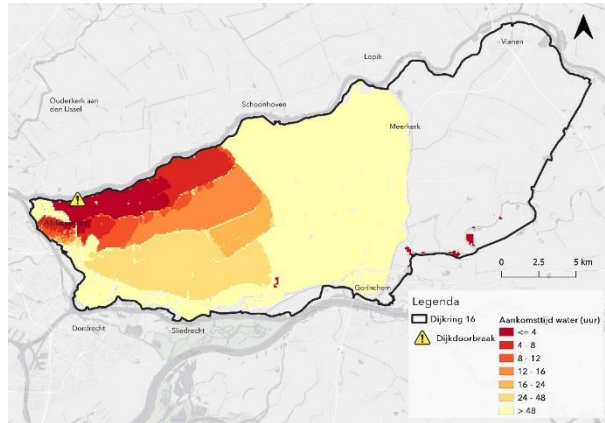 Vianen
Lopik
Ouderkerk aan
den IJssel
Schoonhoven
Meerkerk
0 2.5 5 km
Gorinchem
Dordrecht
Sliedrecht
Legenda
Dijkring 16
Dijkdoorbraak
Aankomsttijd water (uur)
<= 4
4 - 8
8 - 12
12 - 16
16 - 24
24 - 48
> 48